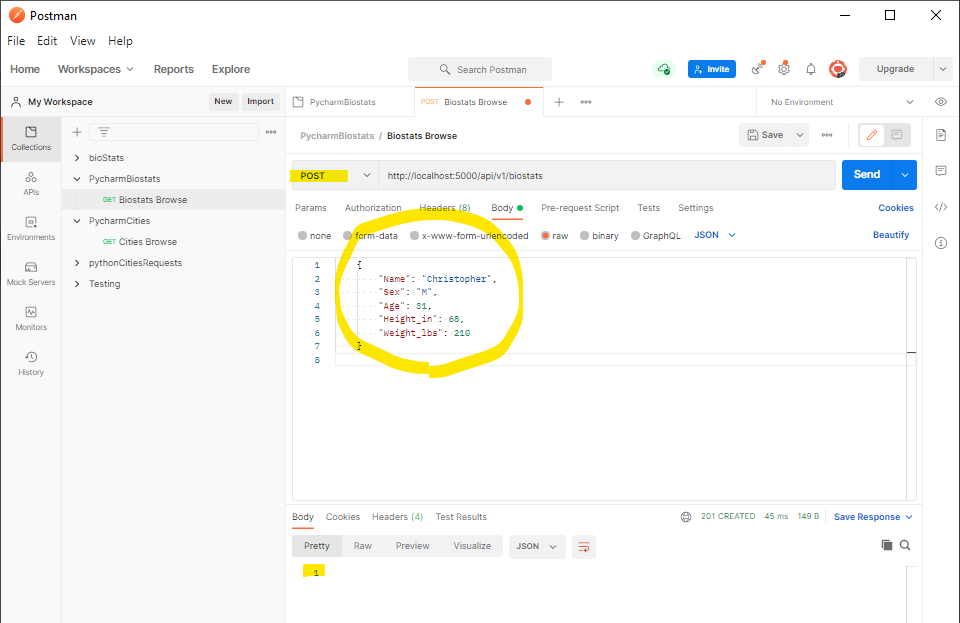 Postman
File Edit View Help
Home Workspaces Reports Explore Search Postman Invite Upgrade
My Workspace New Import PycharmBiostats POST Biostats Browse No Environment
Collections
APIs
Environments
Mock Servers
Monitors
History
bioStats
PycharmBiostats
GET Biostats Browse
PycharmCities
GET Cities Browse
pythonCitiesRequests
Testing
PycharmBiostats / Biostats Browse Save
POST http://localhost:5000/api/v1/biostats Send
Params Authorization Headers (8) Body Pre-request Script Tests Settings Cookies
none form-data x-www-form-urlencoded raw binary GraphQL JSON Beautify
1 {
2 "Name": "Christopher",
3 "Sex": "M",
4 "Age": 31,
5 "Height_in": 68,
6 "Weight_lbs": 210
7 }
8
Body Cookies Headers (4) Test Results 201 CREATED 45 ms 149 B Save Response
Pretty Raw Preview Visualize JSON
1